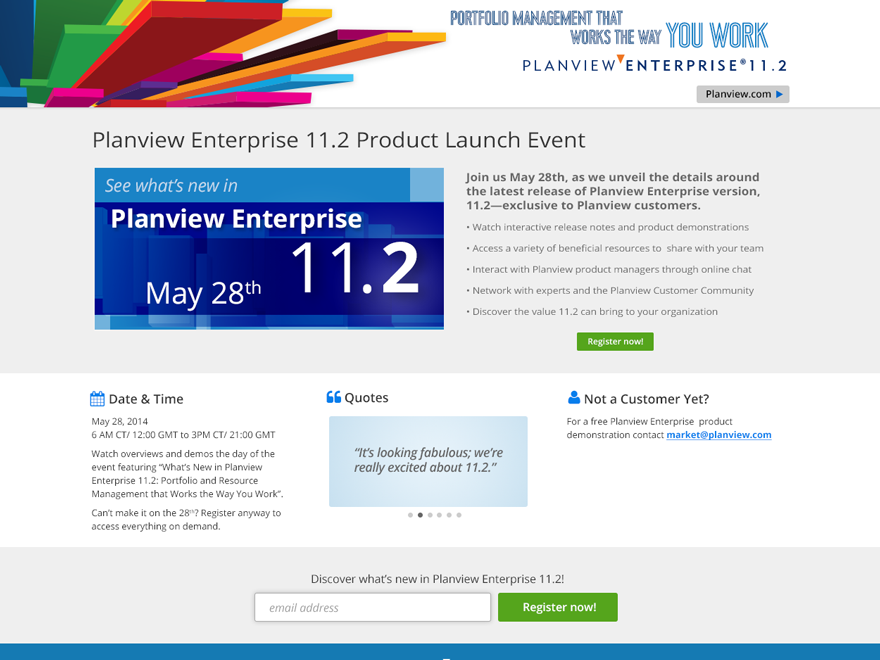 PORTFOLIO MANAGEMENT THAT
WORKS THE WAY YOU WORK
PLANVIEW ENTERPRISE®11.2
Planview.com
Planview Enterprise 11.2 Product Launch Event
See what's new in
Planview Enterprise
11.2
May 28th
Join us May 28th, as we unveil the details around
the latest release of Planview Enterprise version,
11.2—exclusive to Planview customers.
• Watch interactive release notes and product demonstrations
• Access a variety of beneficial resources to share with your team
• Interact with Planview product managers through online chat
• Network with experts and the Planview Customer Community
• Discover the value 11.2 can bring to your organization
Register now!
Date & Time
May 28, 2014
6 AM CT/ 12:00 GMT to 3PM CT/ 21:00 GMT
Watch overviews and demos the day of the
event featuring “What’s New in Planview
Enterprise 11.2: Portfolio and Resource
Management that Works the Way You Work”.
Can’t make it on the 28th? Register anyway to
access everything on demand.
Quotes
“It’s looking fabulous; we’re
really excited about 11.2.”
Not a Customer Yet?
For a free Planview Enterprise product
demonstration contact market@planview.com
Discover what’s new in Planview Enterprise 11.2!
email address
Register now!